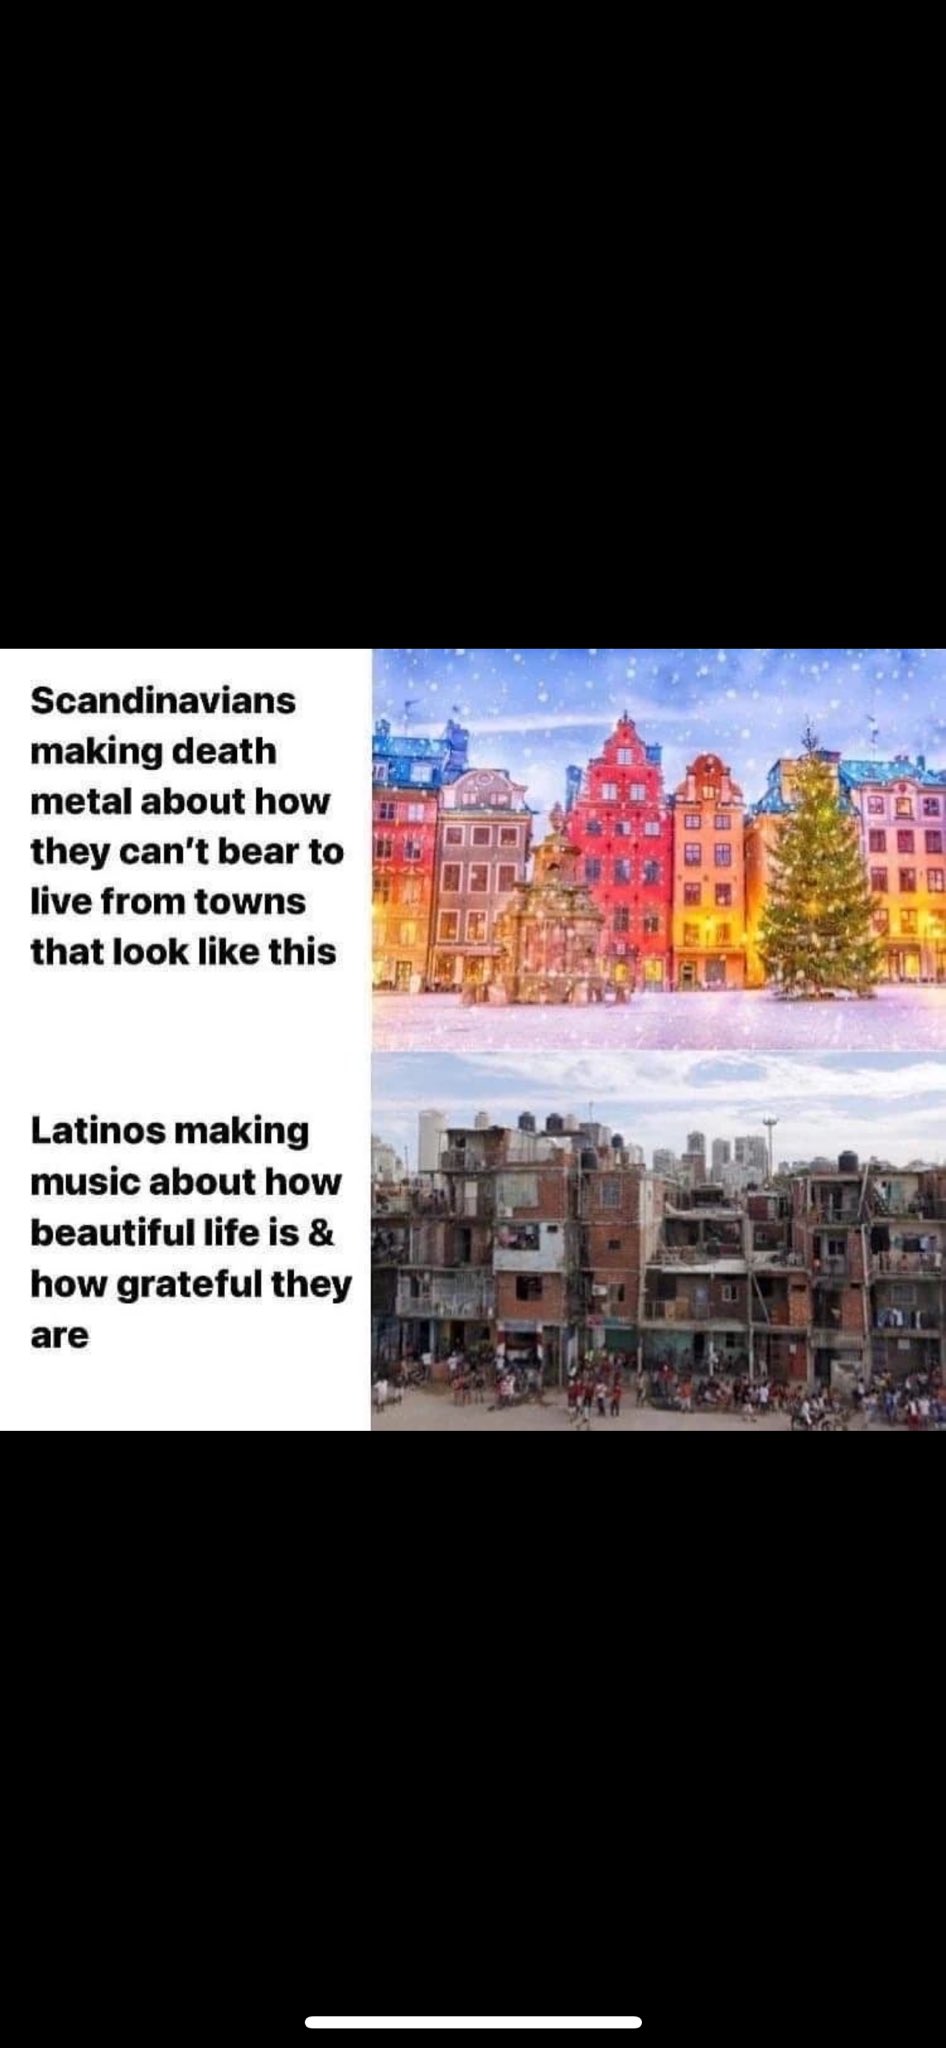 Scandinavians
making death
metal about how
they can't bear to
live from towns
that look like this
Latinos making
music about how
beautiful life is &
how grateful they
are